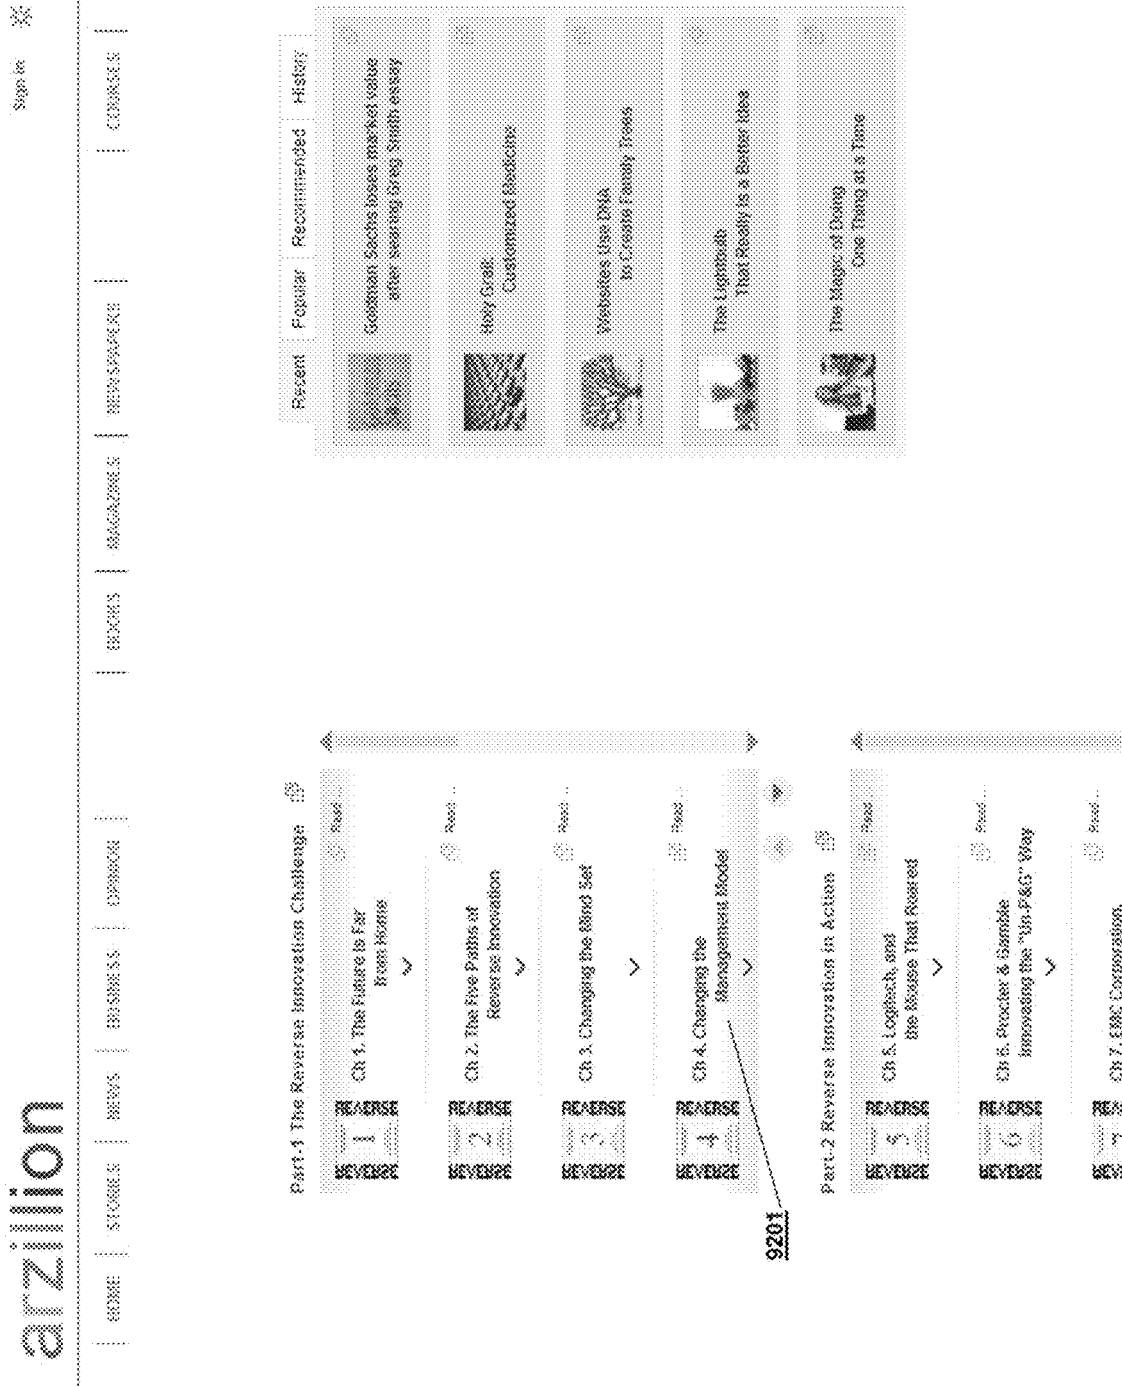 arzillion
Sign in
HOME
STORIES
NEWS
BUSINESS
OPINION
BOOKS
MAGAZINES
NEWSPAPERS
COURSES
Part-1 The Reverse Innovation Challenge
REVERSE
1
REVERSE
Ch 1. The Future is Far
from Home
Read ...
REVERSE
2
REVERSE
Ch 2. The Five Paths of
Reverse Innovation
Read ...
REVERSE
3
REVERSE
Ch 3. Changing the Mind Set
Read ...
REVERSE
4
REVERSE
Ch 4. Changing the
Management Model
Read ...
9201
Part-2 Reverse Innovation in Action
REVERSE
5
REVERSE
Ch 5. Logitech, and
the Mouse That Roared
Read ...
REVERSE
6
REVERSE
Ch 6. Procter & Gamble
Innovating the "Un-P&G" Way
Read ...
7
Ch 7. EMC Corporation,
Read ...
Recent
Popular
Recommended
History
Goldman Sachs loses market value
after searing Greg Smith essay
Holy Grail:
Customized Medicine
Websites Use DNA
to Create Family Trees
The Lightbulb
That Really is a Better Idea
The Magic of Doing
One Thing at a Time